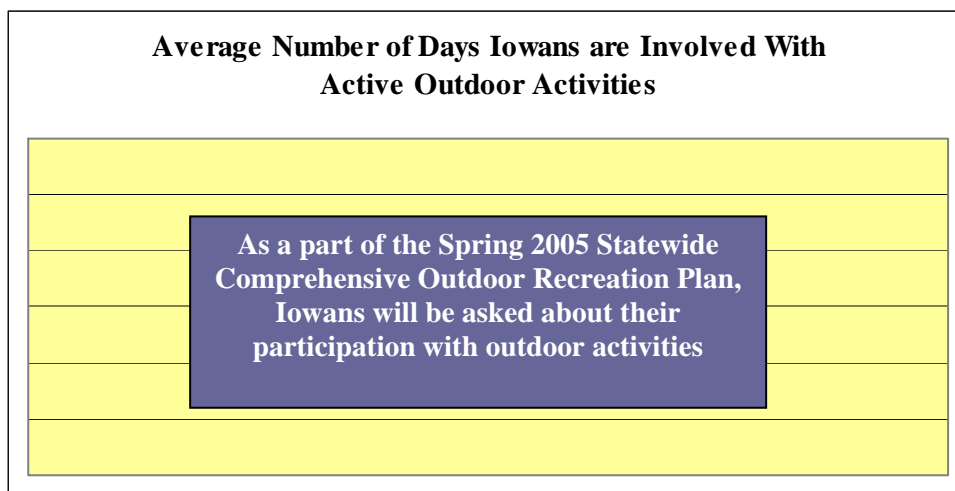 Average Number of Days Iowans are Involved With
Active Outdoor Activities
As a part of the Spring 2005 Statewide
Comprehensive Outdoor Recreation Plan,
Iowans will be asked about their
participation with outdoor activities